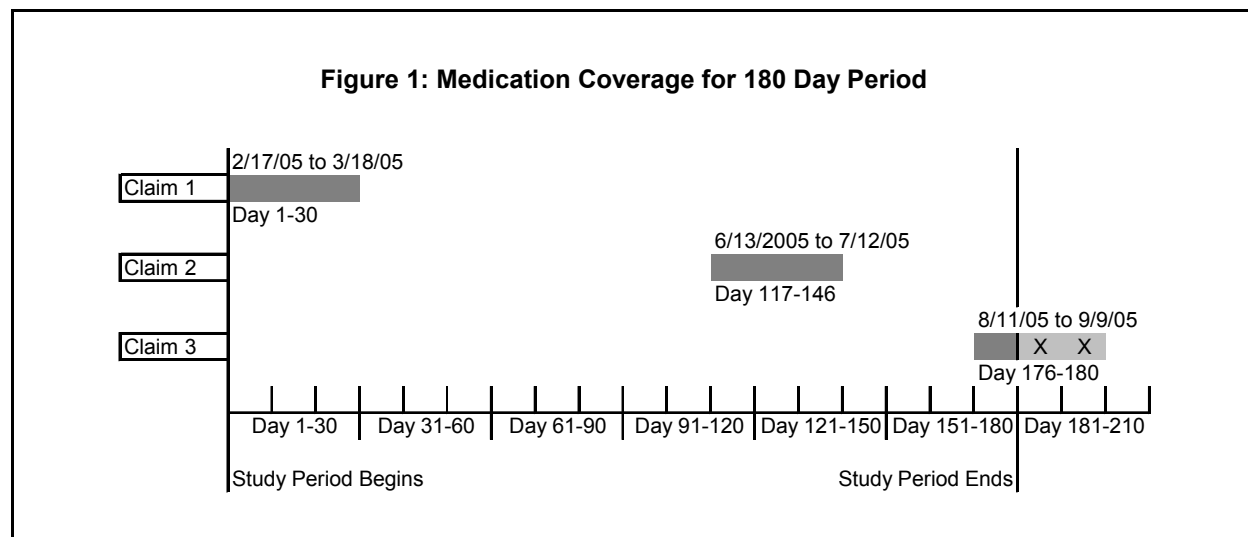 Figure 1: Medication Coverage for 180 Day Period
2/17/05 to 3/18/05
Claim 1
Day 1-30
6/13/2005 to 7/12/05
Claim 2
Day 117-146
8/11/05 to 9/9/05
Claim 3
X X
Day 176-180
Day 1-30 Day 31-60 Day 61-90 Day 91-120 Day 121-150 Day 151-180 Day 181-210
Study Period Begins Study Period Ends